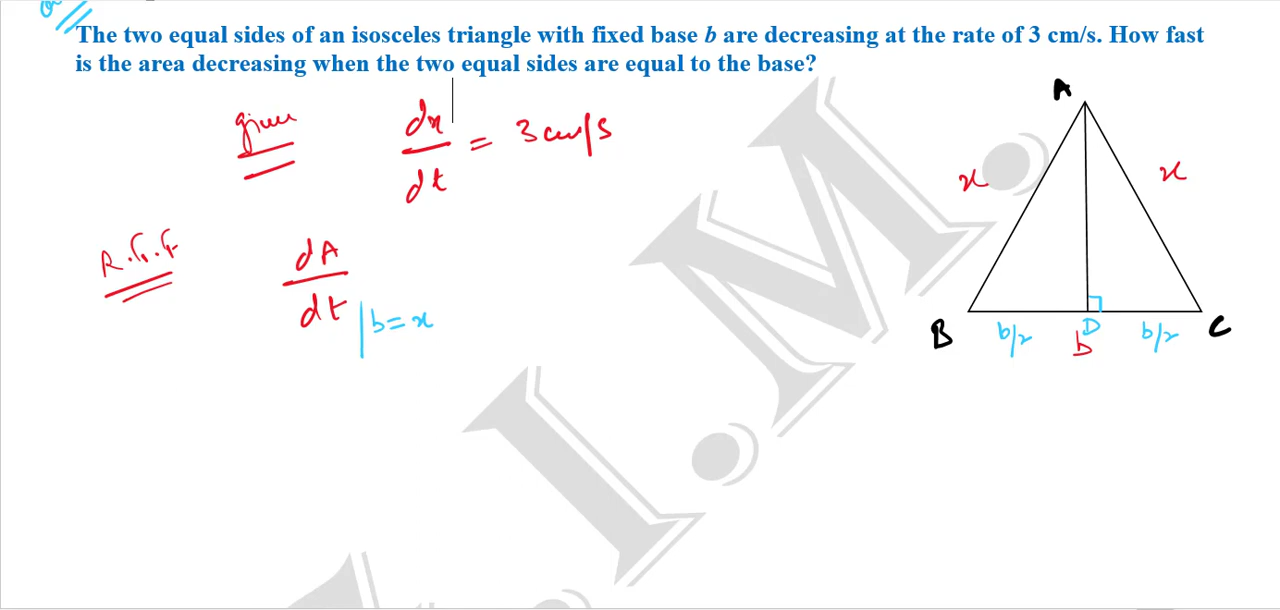 The two equal sides of an isosceles triangle with fixed base b are decreasing at the rate of 3 cm/s. How fast
is the area decreasing when the two equal sides are equal to the base?
given dx/dt = 3 cm/s
dA/dt | b = x
A
x x
B b/2 D b/2 C
b
I.M.